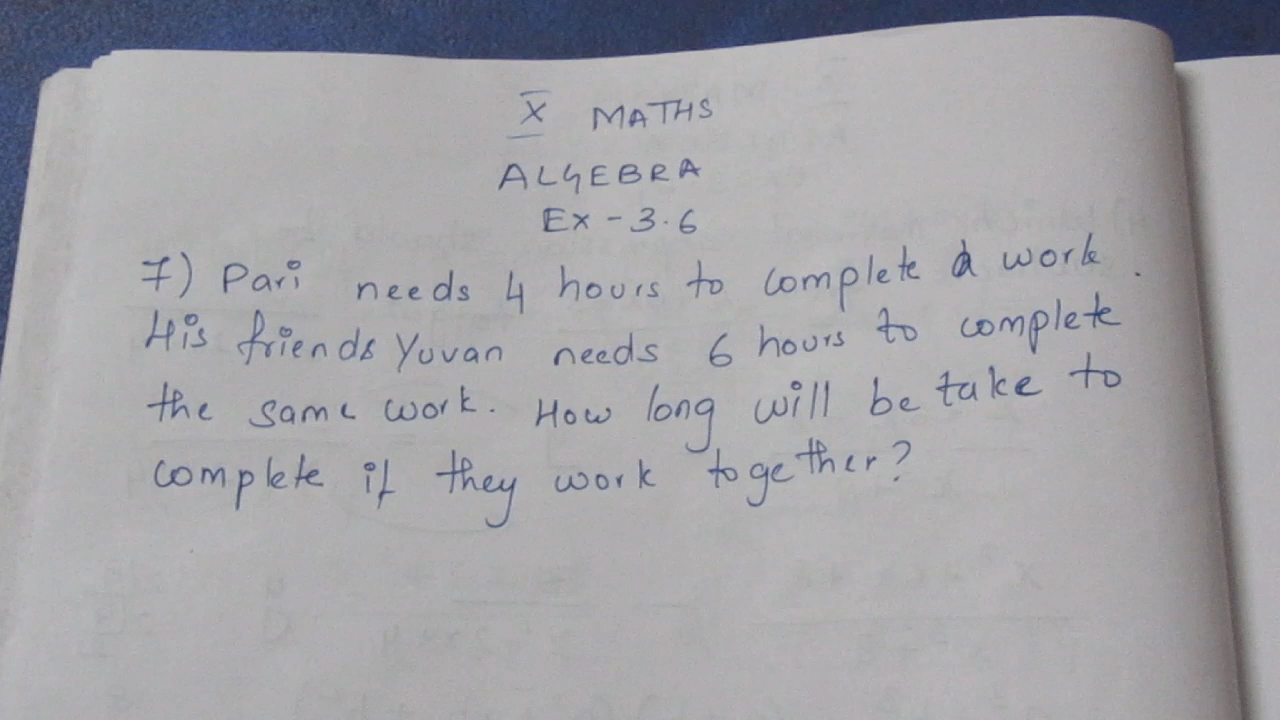 X MATHS
ALGEBRA
Ex - 3.6
7) Pari needs 4 hours to complete a work.
His friends Yuvan needs 6 hours to complete
the same work. How long will be take to
complete if they work together?